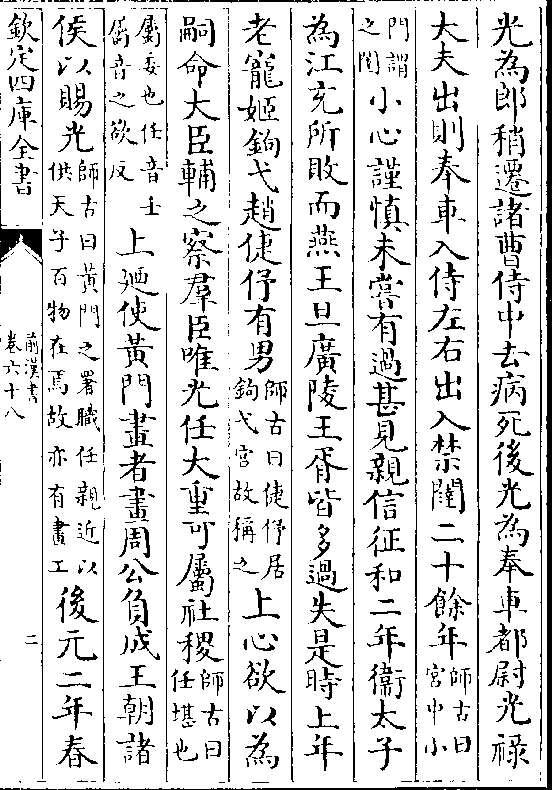 光為郎稍遷諸曹侍中去病死後光為奉車都尉光祿
大夫出則奉車入侍左右出入禁闥二十餘年師古曰宮中小
門謂之闥小心謹慎未嘗有過甚見親信征和二年衛太子
為江充所敗而燕王旦廣陵王胥皆多過失是時上年
老寵姬鉤弋趙倢伃有男師古曰倢伃居鉤弋宮故稱之上心欲以為
嗣命大臣輔之察羣臣唯光任大重可屬社稷師古曰任堪也
屬委也任音壬屬音之欲反上廼使黃門畫者畫周公負成王朝諸
侯以賜光師古曰黃門之署職任親近以供天子百物在焉故亦有畫工後元二年春
欽定四庫全書
前漢書
卷六十八
二